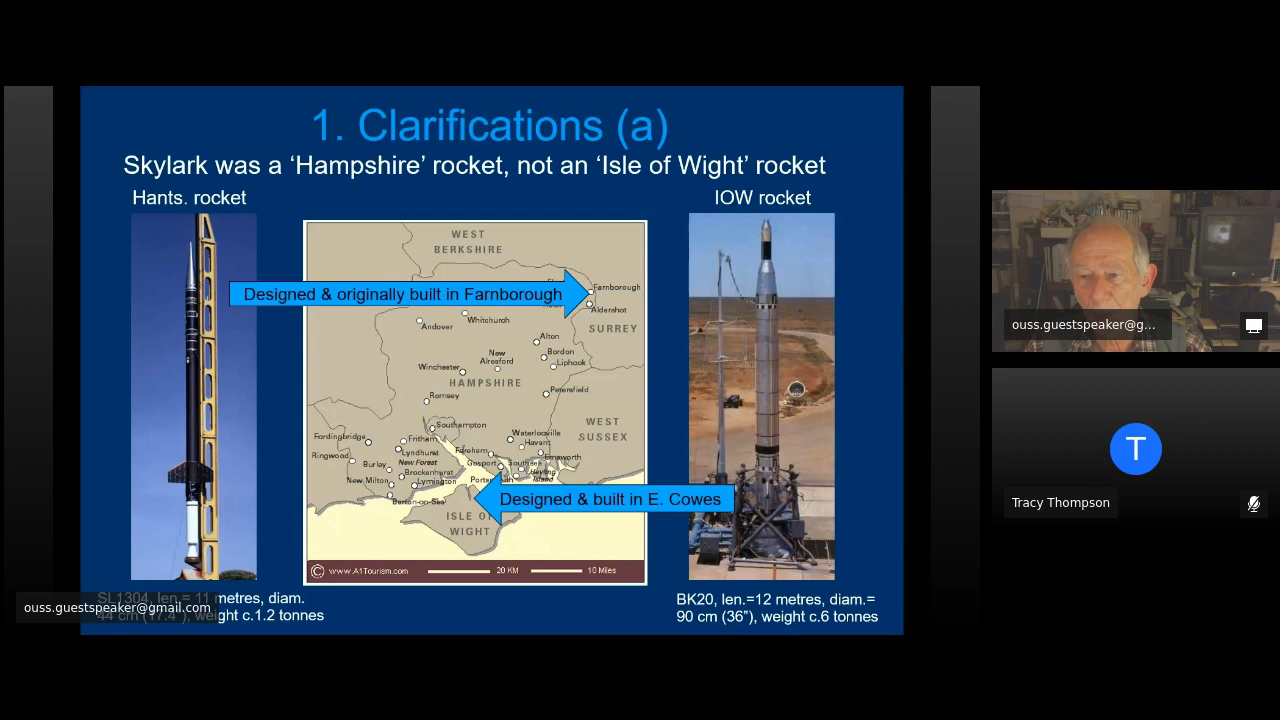 1. Clarifications (a)
Skylark was a ‘Hampshire’ rocket, not an ‘Isle of Wight’ rocket
Hants. rocket
IOW rocket
WEST
BERKSHIRE
Designed & originally built in Farnborough
Farnborough
Aldershot
Andover
Whitchurch
SURREY
Alton
Bordon
Liphook
New
Alresford
Winchester
HAMPSHIRE
Petersfield
Romsey
WEST
SUSSEX
Southampton
Waterlooville
Havant
Emsworth
Fordingbridge
Fritham
Lyndhurst
Fareham
Ringwood
Burley
New Forest
Gosport
Southsea
Hayling
Island
Brockenhurst
New Milton
Lymington
Barton-on-Sea
Designed & built in E. Cowes
ISLE OF
WIGHT
© www.A1Tourism.com
20 KM
10 Miles
SL1304, len.= 11 metres, diam.
44 cm (17.4”), weight c.1.2 tonnes
BK20, len.=12 metres, diam.=
90 cm (36”), weight c.6 tonnes
ouss.guestspeaker@gmail.com
ouss.guestspeaker@g...
T
Tracy Thompson